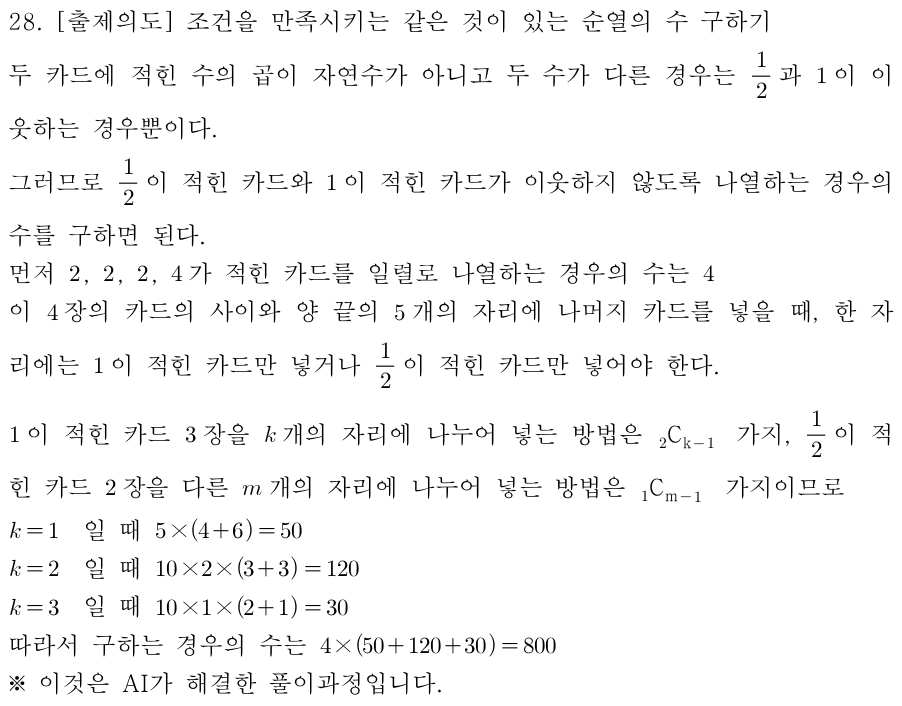 28. [출제의도] 조건을 만족시키는 같은 것이 있는 순열의 수 구하기
두 카드에 적힌 수의 곱이 자연수가 아니고 두 수가 다른 경우는 1/2 과 1이 이
웃하는 경우뿐이다.
그러므로 1/2 이 적힌 카드와 1이 적힌 카드가 이웃하지 않도록 나열하는 경우의
수를 구하면 된다.
먼저 2, 2, 2, 4가 적힌 카드를 일렬로 나열하는 경우의 수는 4
이 4장의 카드의 사이와 양 끝의 5개의 자리에 나머지 카드를 넣을 때, 한 자
리에는 1이 적힌 카드만 넣거나 1/2 이 적힌 카드만 넣어야 한다.
1이 적힌 카드 3장을 k개의 자리에 나누어 넣는 방법은 ₂C_{k-1} 가지, 1/2 이 적
힌 카드 2장을 다른 m개의 자리에 나누어 넣는 방법은 ₁C_{m-1} 가지이므로
k=1 일 때 5×(4+6)=50
k=2 일 때 10×2×(3+3)=120
k=3 일 때 10×1×(2+1)=30
따라서 구하는 경우의 수는 4×(50+120+30)=800
※ 이것은 AI가 해결한 풀이과정입니다.